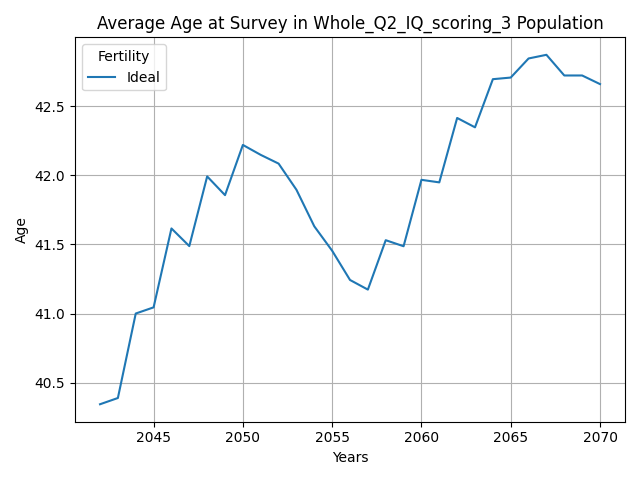 Average Age at Survey in Whole_Q2_IQ_scoring_3 Population
Fertility
Ideal
42.5
42.0
41.5
41.0
40.5
Age
2045 2050 2055 2060 2065 2070
Years